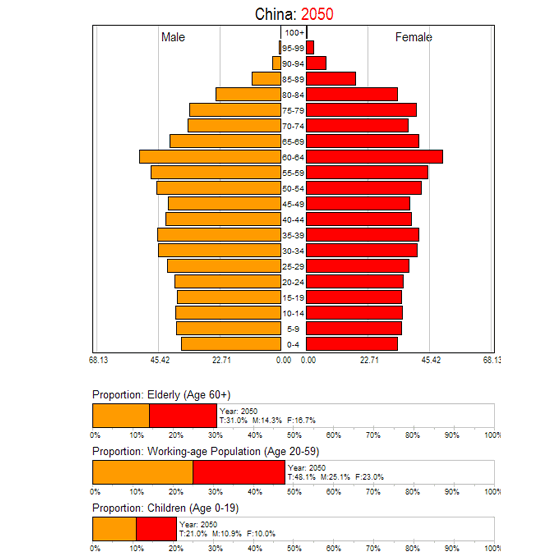 China: 2050
Male Female
100+
95-99
90-94
85-89
80-84
75-79
70-74
65-69
60-64
55-59
50-54
45-49
40-44
35-39
30-34
25-29
20-24
15-19
10-14
5-9
0-4
68.13 45.42 22.71 0.00 0.00 22.71 45.42 68.13
Proportion: Elderly (Age 60+)
Year: 2050
T:31.0% M:14.3% F:16.7%
0% 10% 20% 30% 40% 50% 60% 70% 80% 90% 100%
Proportion: Working-age Population (Age 20-59)
Year: 2050
T:48.1% M:25.1% F:23.0%
0% 10% 20% 30% 40% 50% 60% 70% 80% 90% 100%
Proportion: Children (Age 0-19)
Year: 2050
T:21.0% M:10.9% F:10.0%
0% 10% 20% 30% 40% 50% 60% 70% 80% 90% 100%